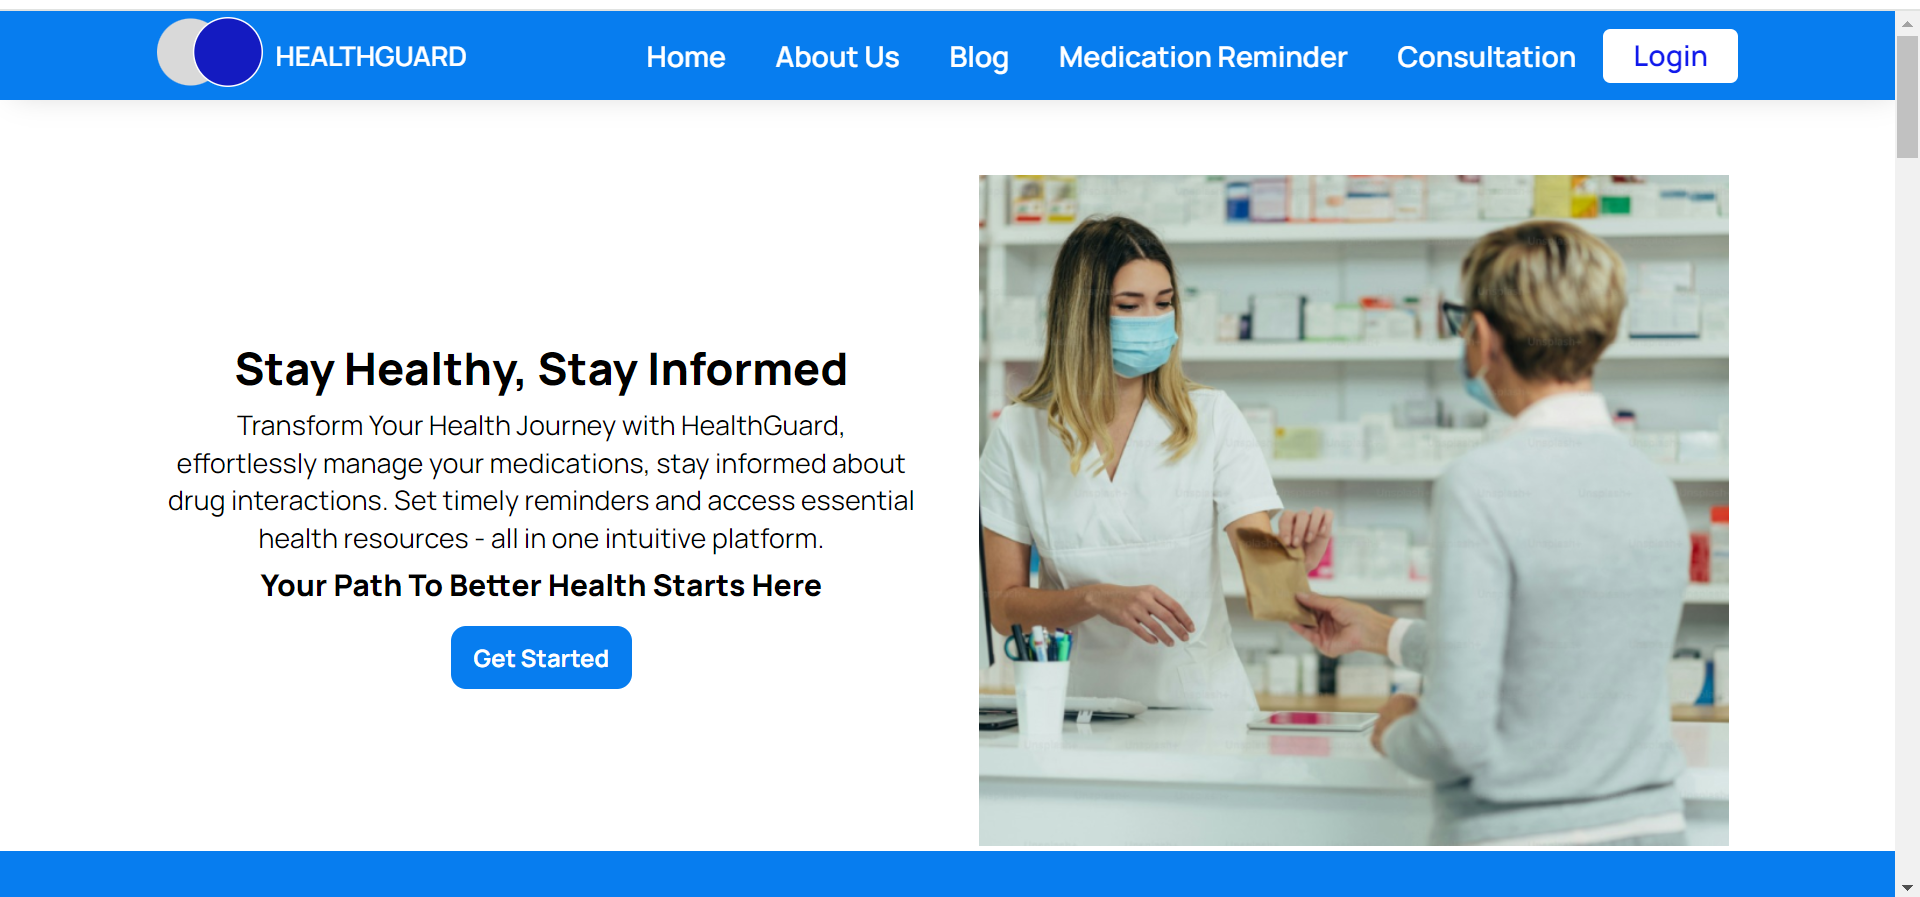 HEALTHGUARD
Home
About Us
Blog
Medication Reminder
Consultation
Login
Stay Healthy, Stay Informed
Transform Your Health Journey with HealthGuard,
effortlessly manage your medications, stay informed about
drug interactions. Set timely reminders and access essential
health resources - all in one intuitive platform.
Your Path To Better Health Starts Here
Get Started